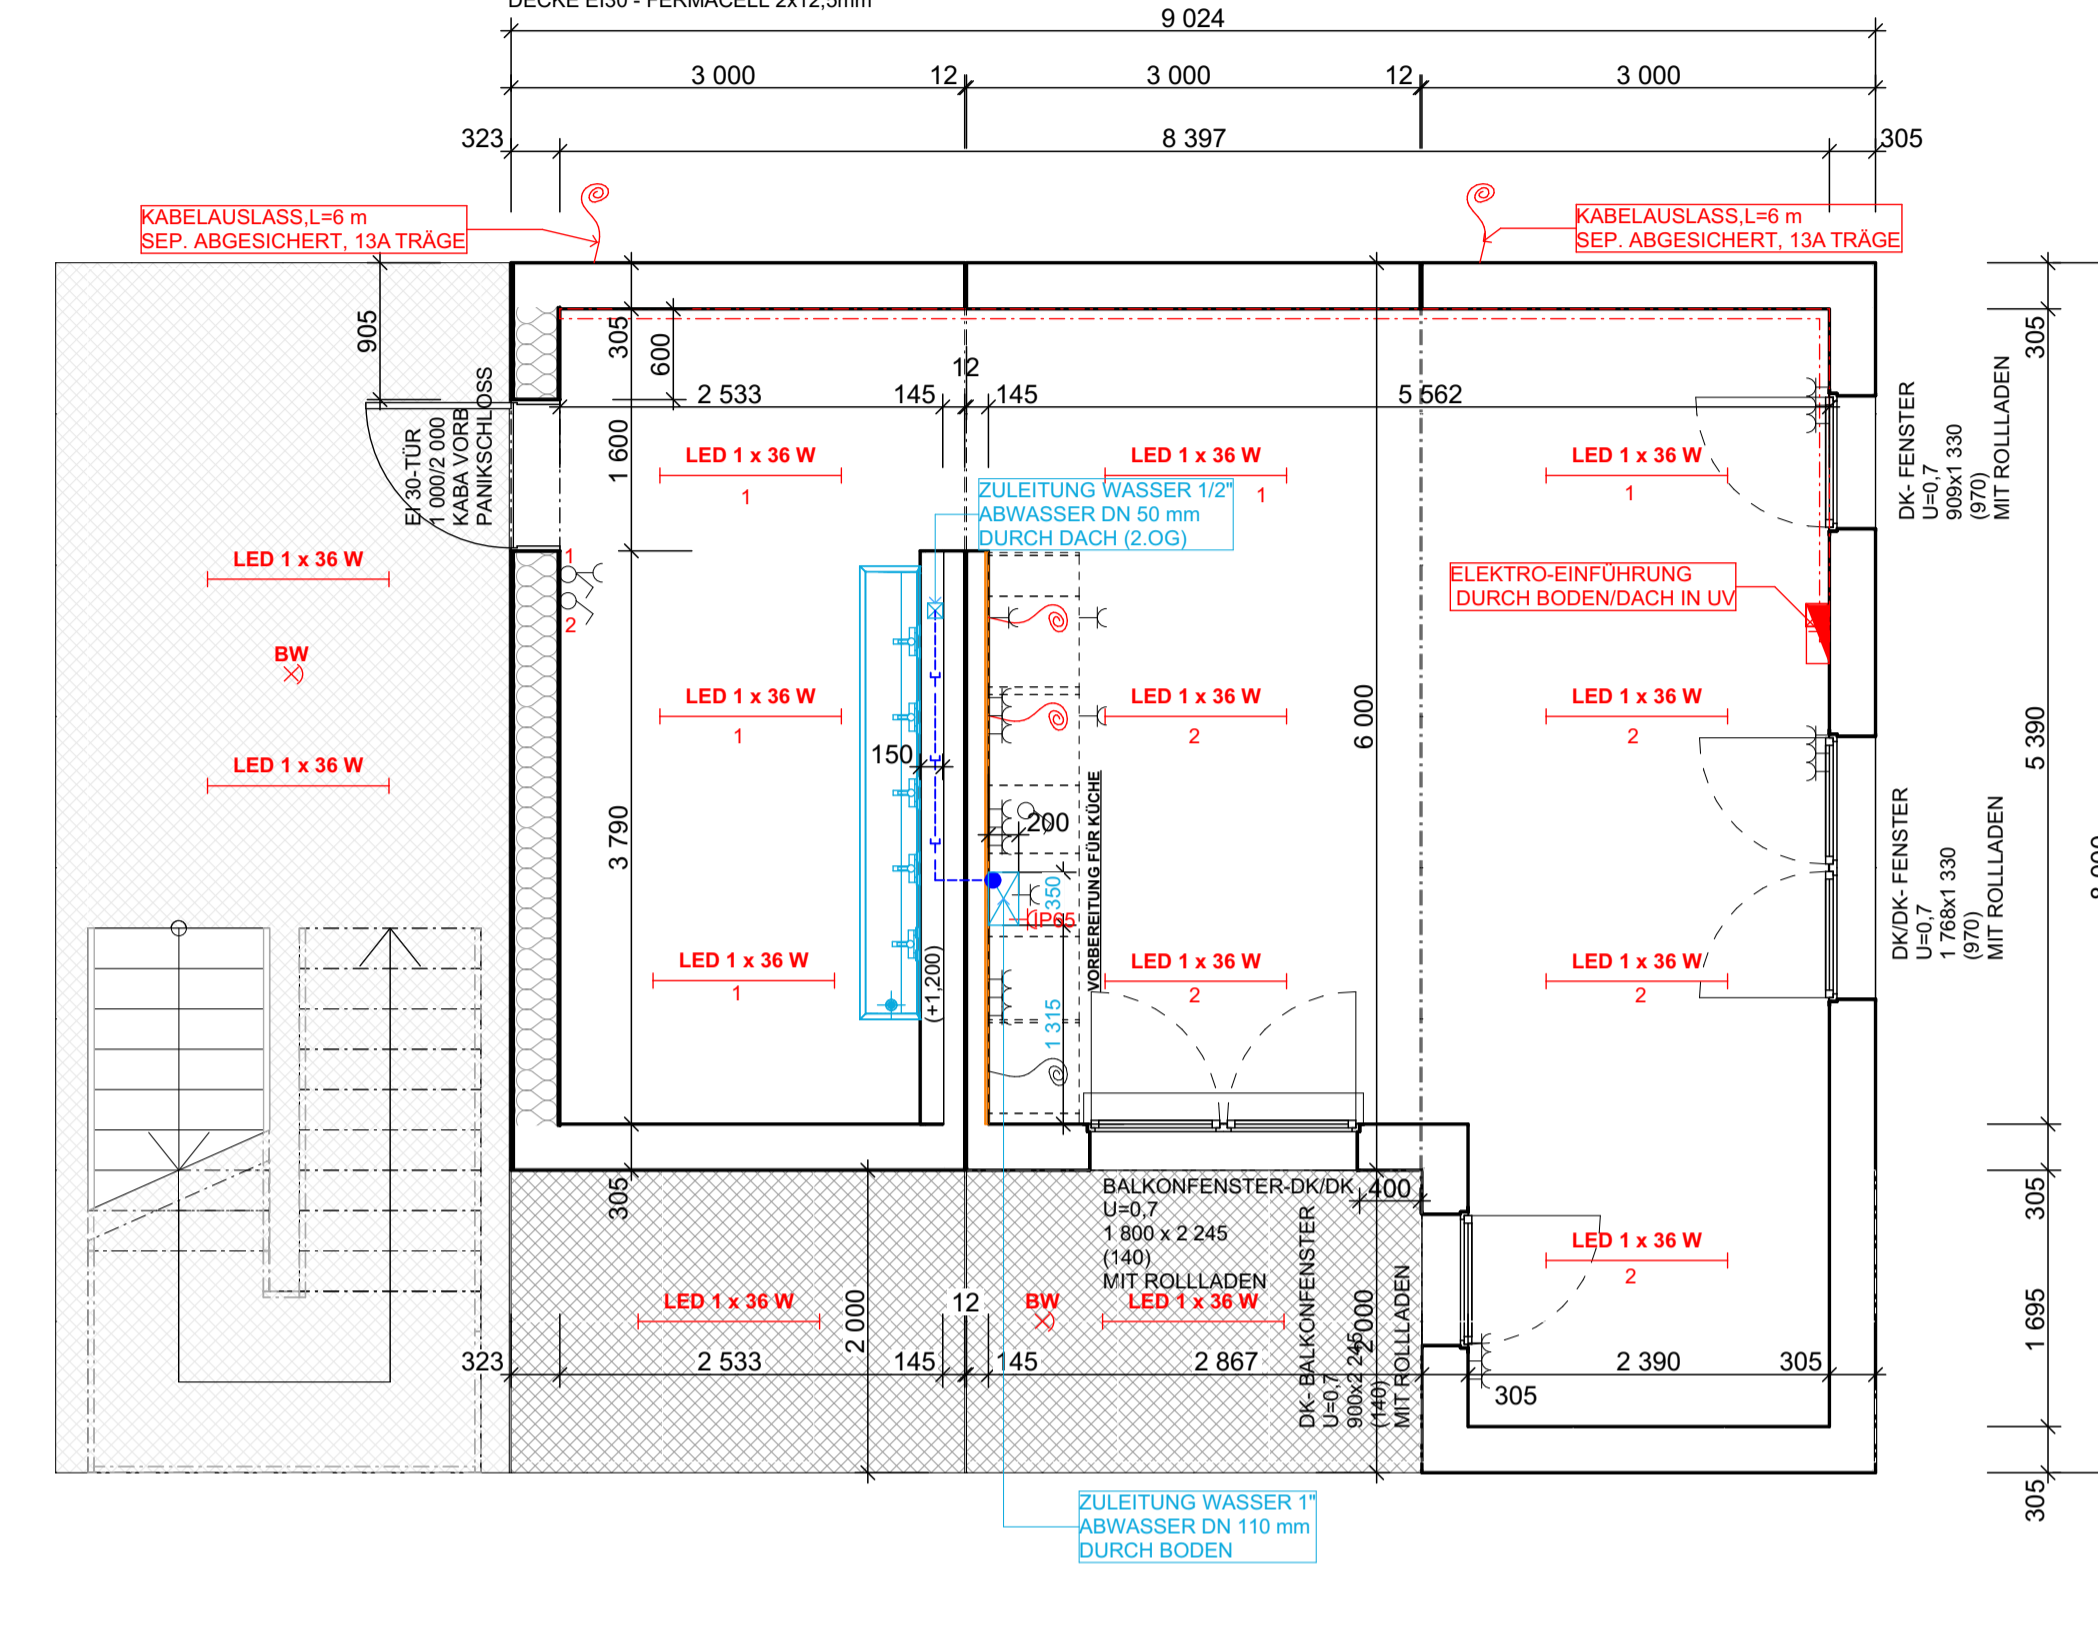 DECKE EI30 - FERMACELL 2x12,5mm
9 024
3 000
12
3 000
12
3 000
323
8 397
305
KABELAUSLASS,L=6 m
SEP. ABGESICHERT, 13A TRÄGE
KABELAUSLASS,L=6 m
SEP. ABGESICHERT, 13A TRÄGE
905
305
600
12
2 533
145
145
5 562
305
EI 30-TÜR
1 000/2 000
KABA VORB
PANIKSCHLOSS
1 600
LED 1 x 36 W
1
LED 1 x 36 W
1
LED 1 x 36 W
1
DK- FENSTER
U=0,7
909x1 330
(970)
MIT ROLLLADEN
ZULEITUNG WASSER 1/2"
ABWASSER DN 50 mm
DURCH DACH (2.OG)
LED 1 x 36 W
1
2
ELEKTRO-EINFÜHRUNG
DURCH BODEN/DACH IN UV
BW
LED 1 x 36 W
1
LED 1 x 36 W
2
LED 1 x 36 W
2
6 000
5 390
150
LED 1 x 36 W
3 790
200
VORBEREITUNG FÜR KÜCHE
350
IP65
DK/DK- FENSTER
U=0,7
1 768x1 330
(970)
MIT ROLLLADEN
8 000
LED 1 x 36 W
1
(+1,200)
1 315
LED 1 x 36 W
2
LED 1 x 36 W
2
305
BALKONFENSTER-DK/DK
U=0,7
1 800 x 2 245
(140)
MIT ROLLLADEN
400
305
DK- BALKONFENSTER
U=0,7
900x2 245
(140)
MIT ROLLLADEN
LED 1 x 36 W
2
LED 1 x 36 W
2 000
12
BW
LED 1 x 36 W
2 000
1 695
323
2 533
145
145
2 867
2 390
305
305
305
ZULEITUNG WASSER 1"
ABWASSER DN 110 mm
DURCH BODEN